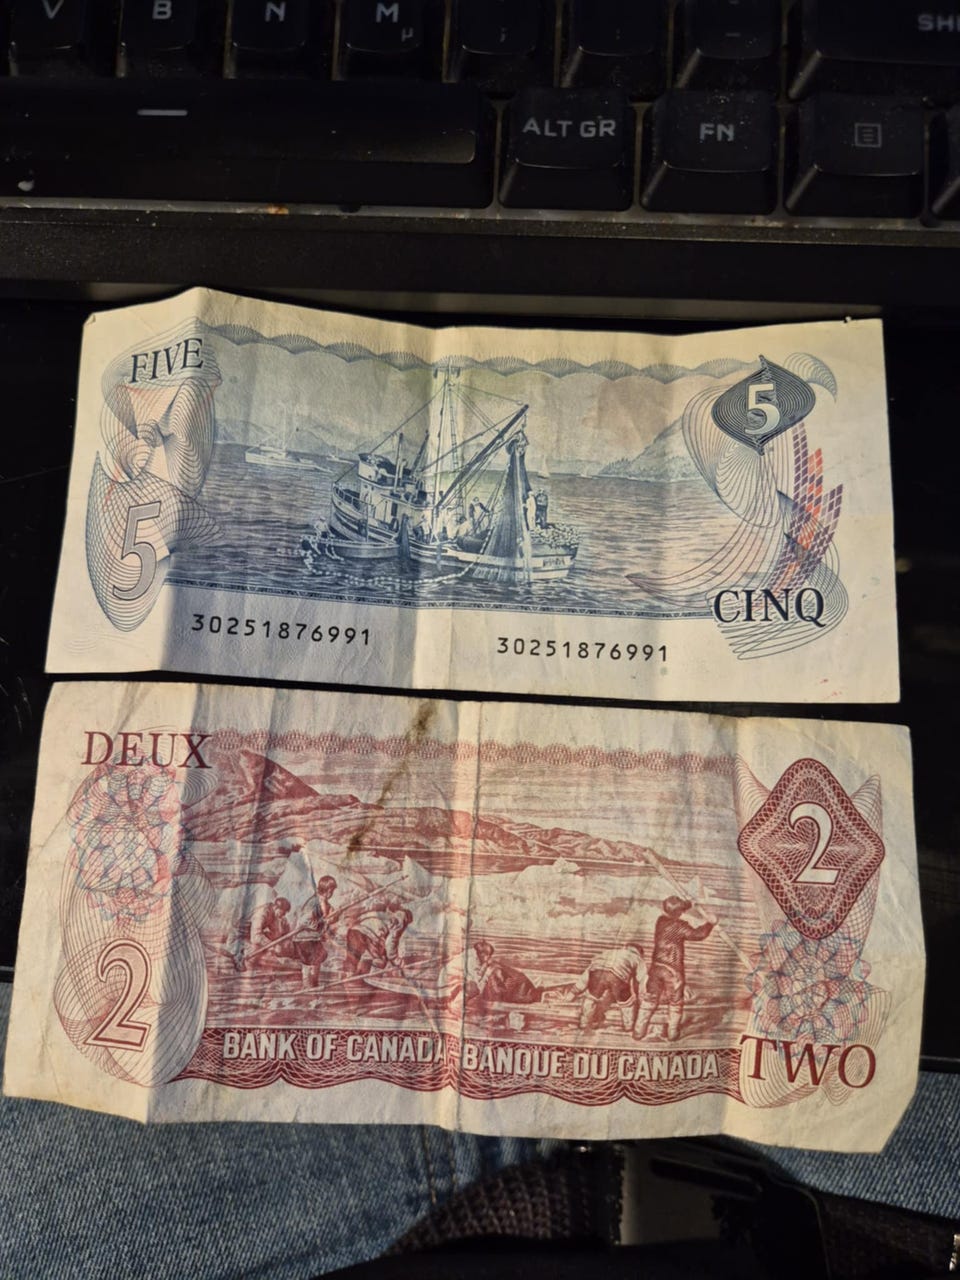 V B N M SH
µ
ALT GR FN
FIVE
5
5
CINQ
30251876991 30251876991
DEUX
2
2
BANK OF CANADA-BANQUE DU CANADA
TWO